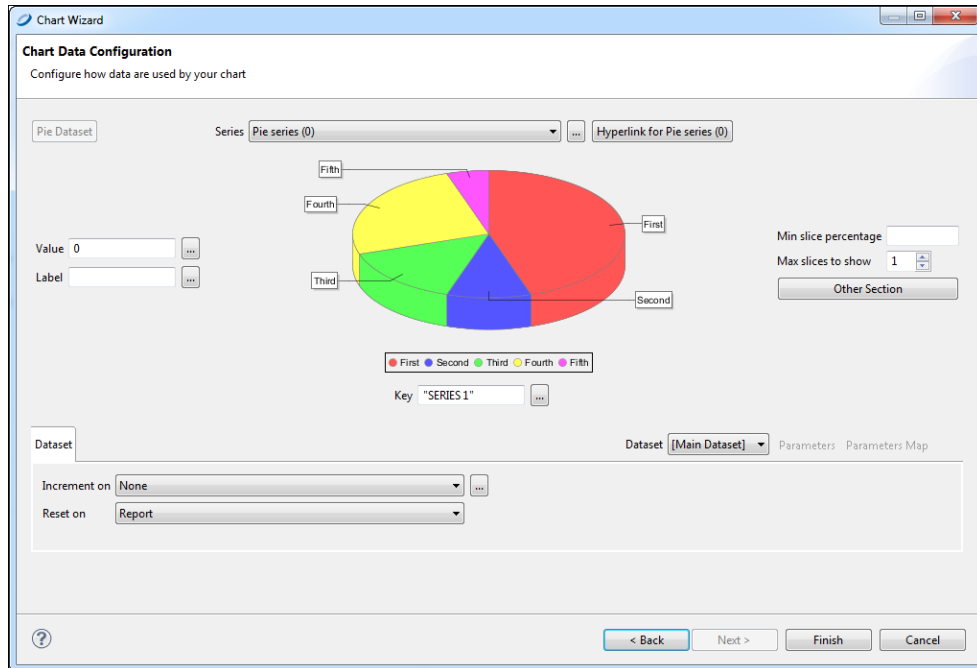 Chart Wizard
Chart Data Configuration
Configure how data are used by your chart
Pie Dataset
Series Pie series (0) ... Hyperlink for Pie series (0)
Fifth
Fourth
First
Third
Second
Value 0 ...
Label ...
Min slice percentage
Max slices to show 1
Other Section
First Second Third Fourth Fifth
Key "SERIES 1" ...
Dataset
Dataset [Main Dataset] Parameters Parameters Map
Increment on None ...
Reset on Report
? < Back Next > Finish Cancel